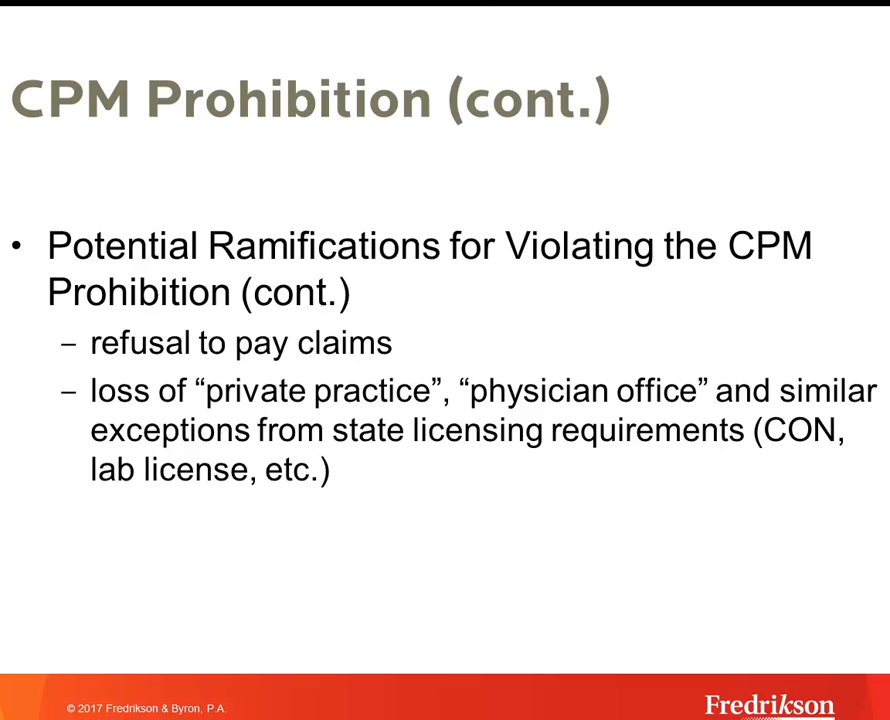 CPM Prohibition (cont.)
• Potential Ramifications for Violating the CPM
Prohibition (cont.)
– refusal to pay claims
– loss of “private practice”, “physician office” and similar
exceptions from state licensing requirements (CON,
lab license, etc.)
© 2017 Fredrikson & Byron, P.A.
Fredrikson